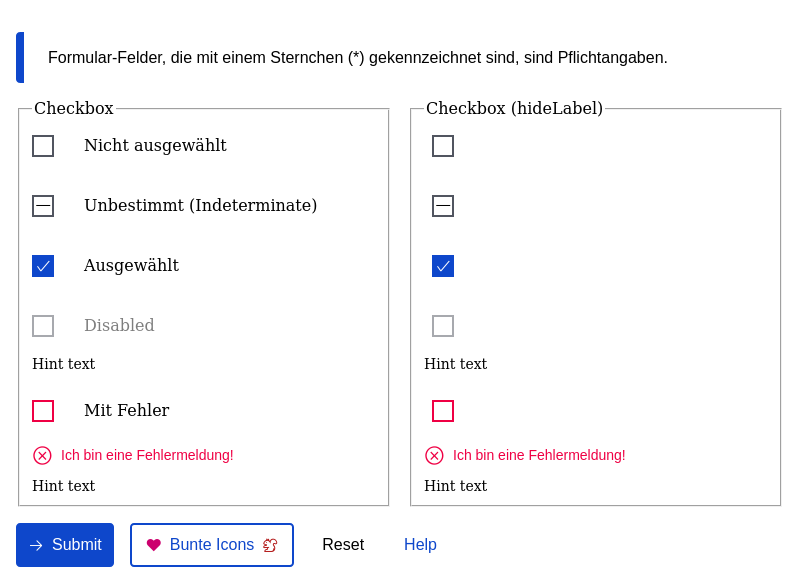 Formular-Felder, die mit einem Sternchen (*) gekennzeichnet sind, sind Pflichtangaben.
Checkbox
Nicht ausgewählt
Unbestimmt (Indeterminate)
Ausgewählt
Disabled
Hint text
Mit Fehler
Ich bin eine Fehlermeldung!
Hint text
Checkbox (hideLabel)
Hint text
Ich bin eine Fehlermeldung!
Hint text
Submit
Bunte Icons
Reset
Help